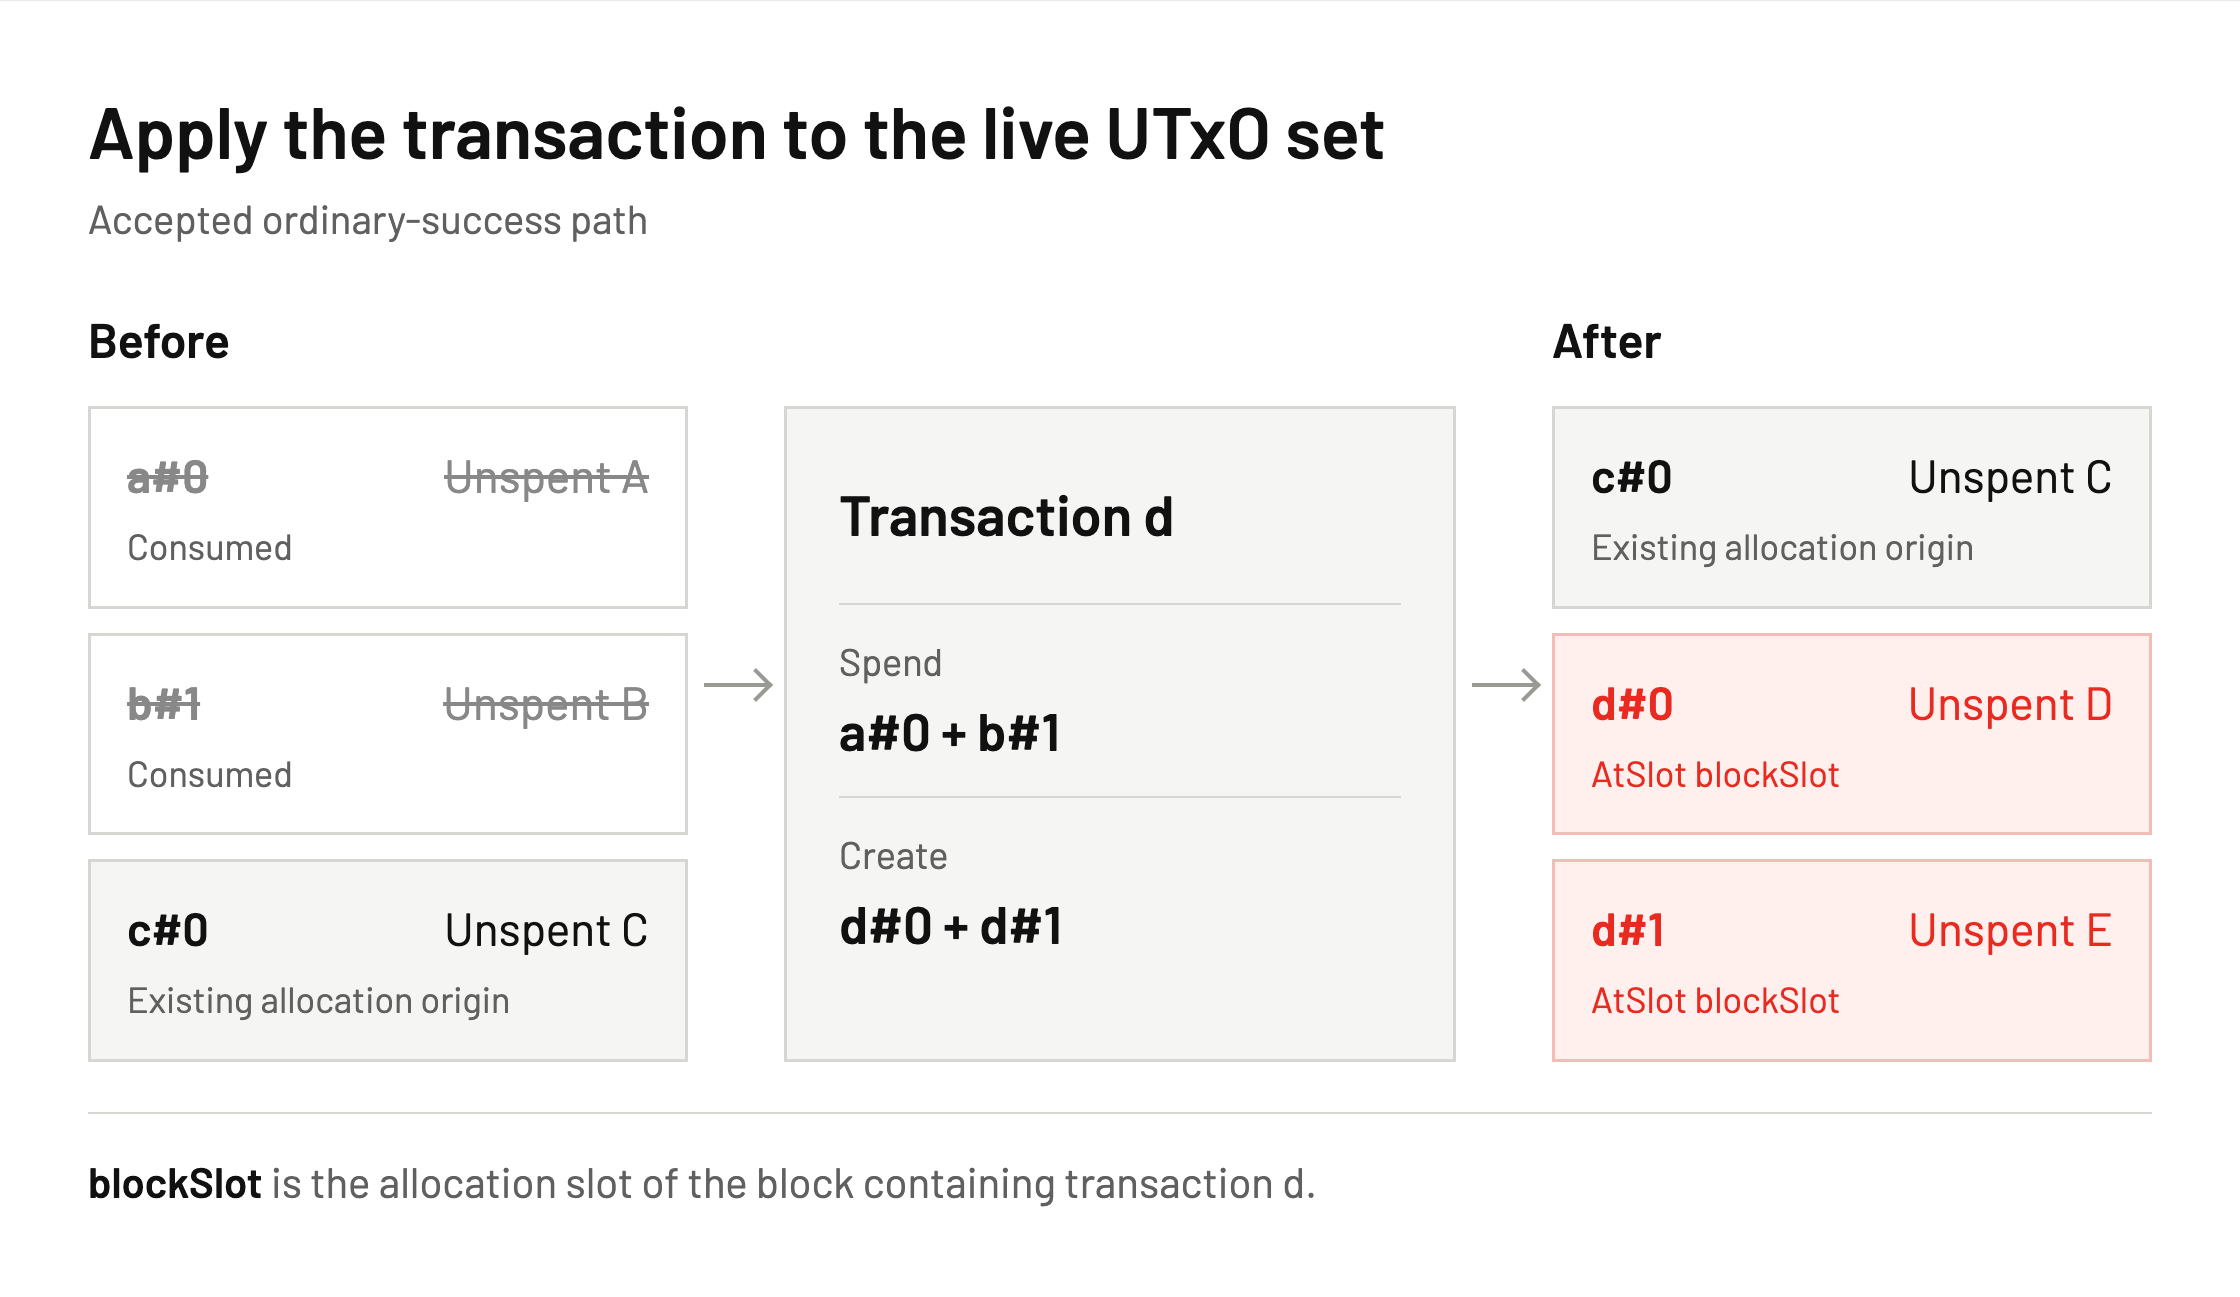 Apply the transaction to the live UTxO set
Accepted ordinary-success path
Before
a#0 Unspent A
Consumed
b#1 Unspent B
Consumed
c#0 Unspent C
Existing allocation origin
Transaction d
Spend
a#0 + b#1
Create
d#0 + d#1
After
c#0 Unspent C
Existing allocation origin
d#0 Unspent D
AtSlot blockSlot
d#1 Unspent E
AtSlot blockSlot
blockSlot is the allocation slot of the block containing transaction d.